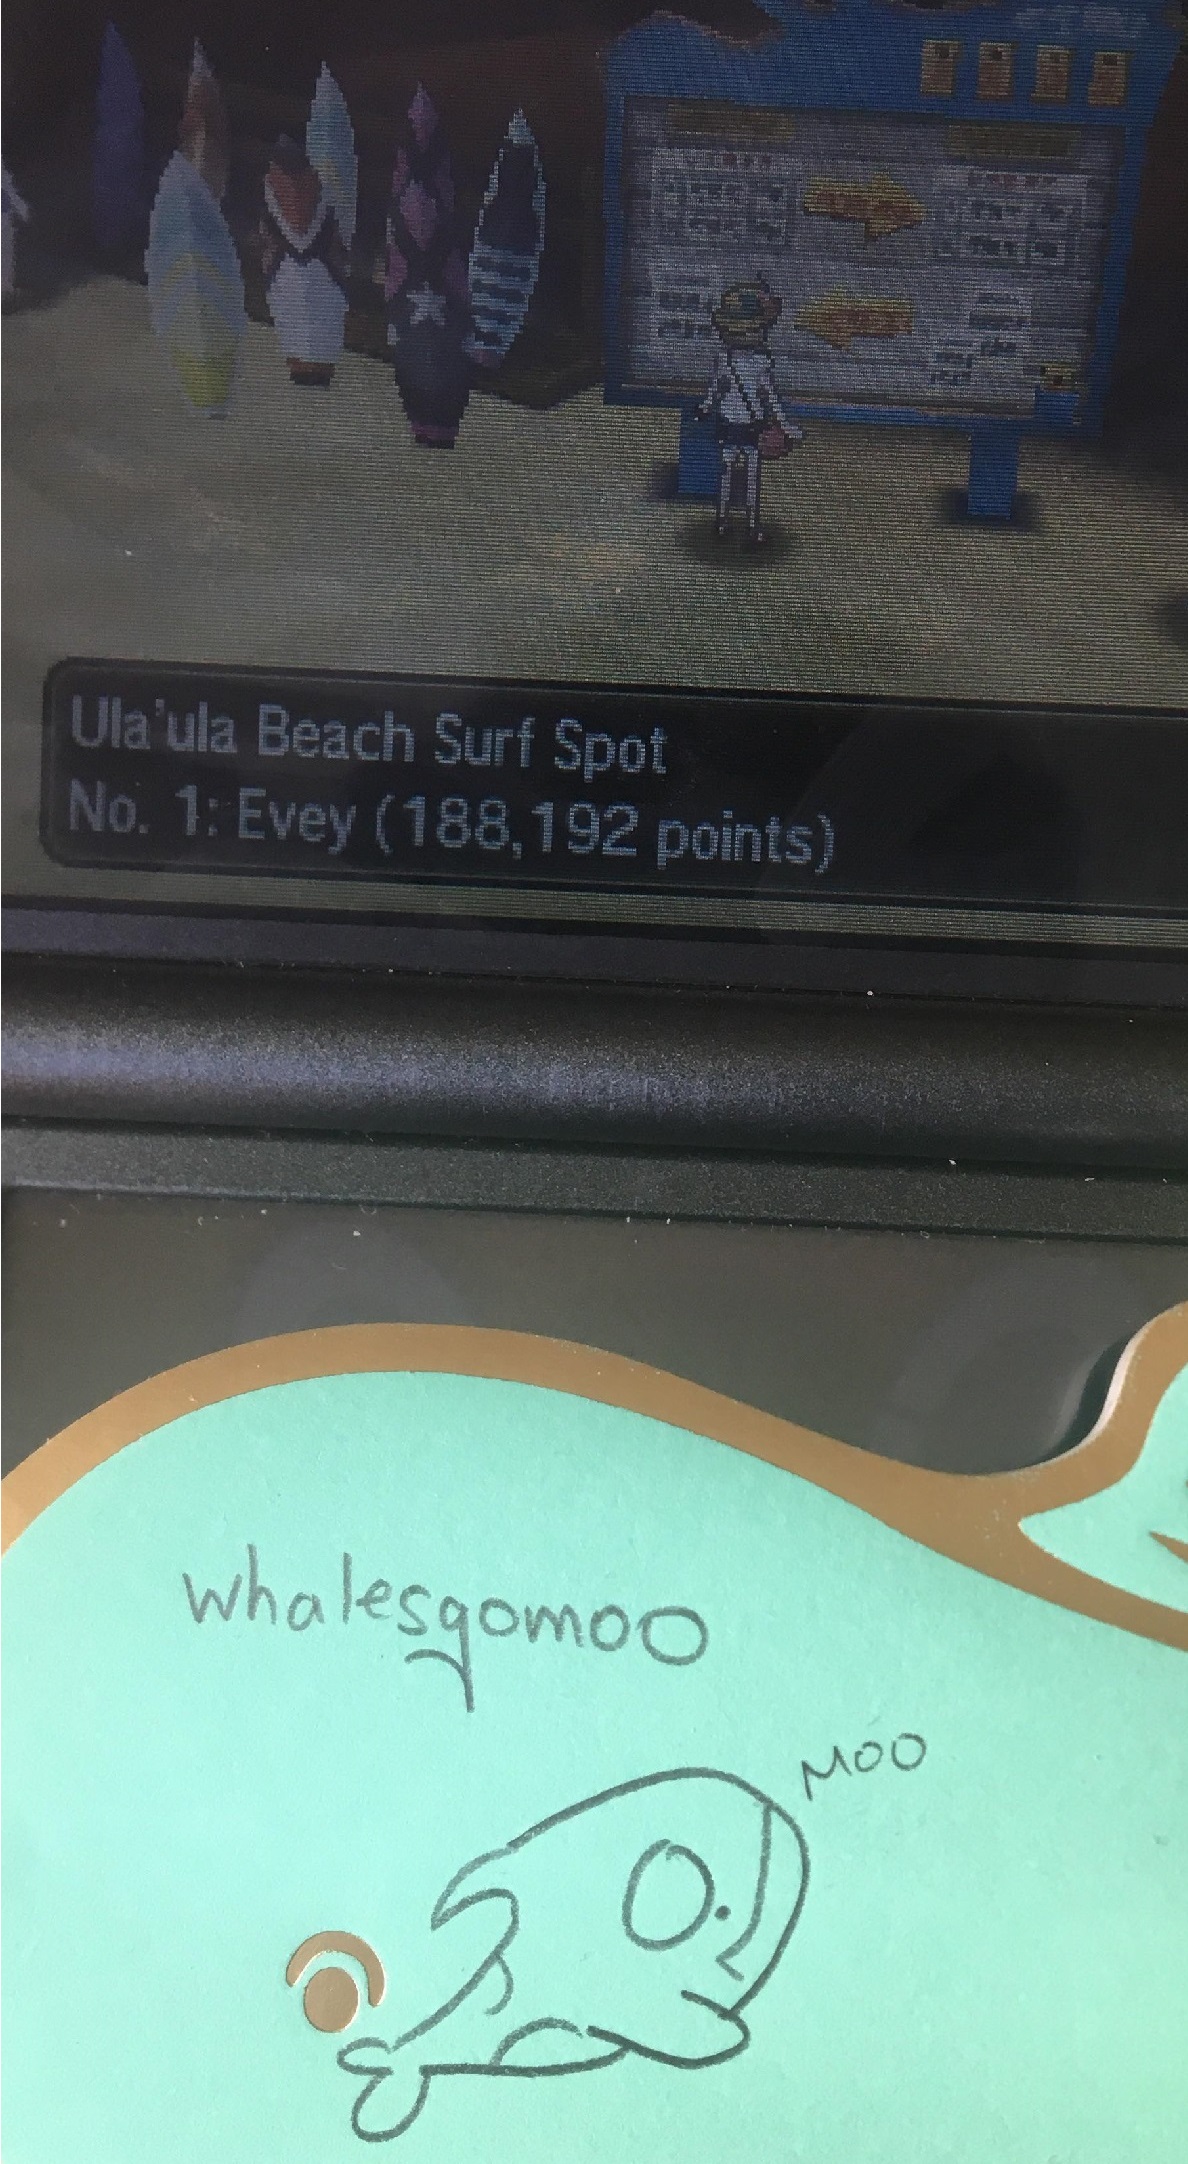 Ula'ula Beach Surf Spot
No. 1: Evey (188,192 points)
whalesgomoo
MOO